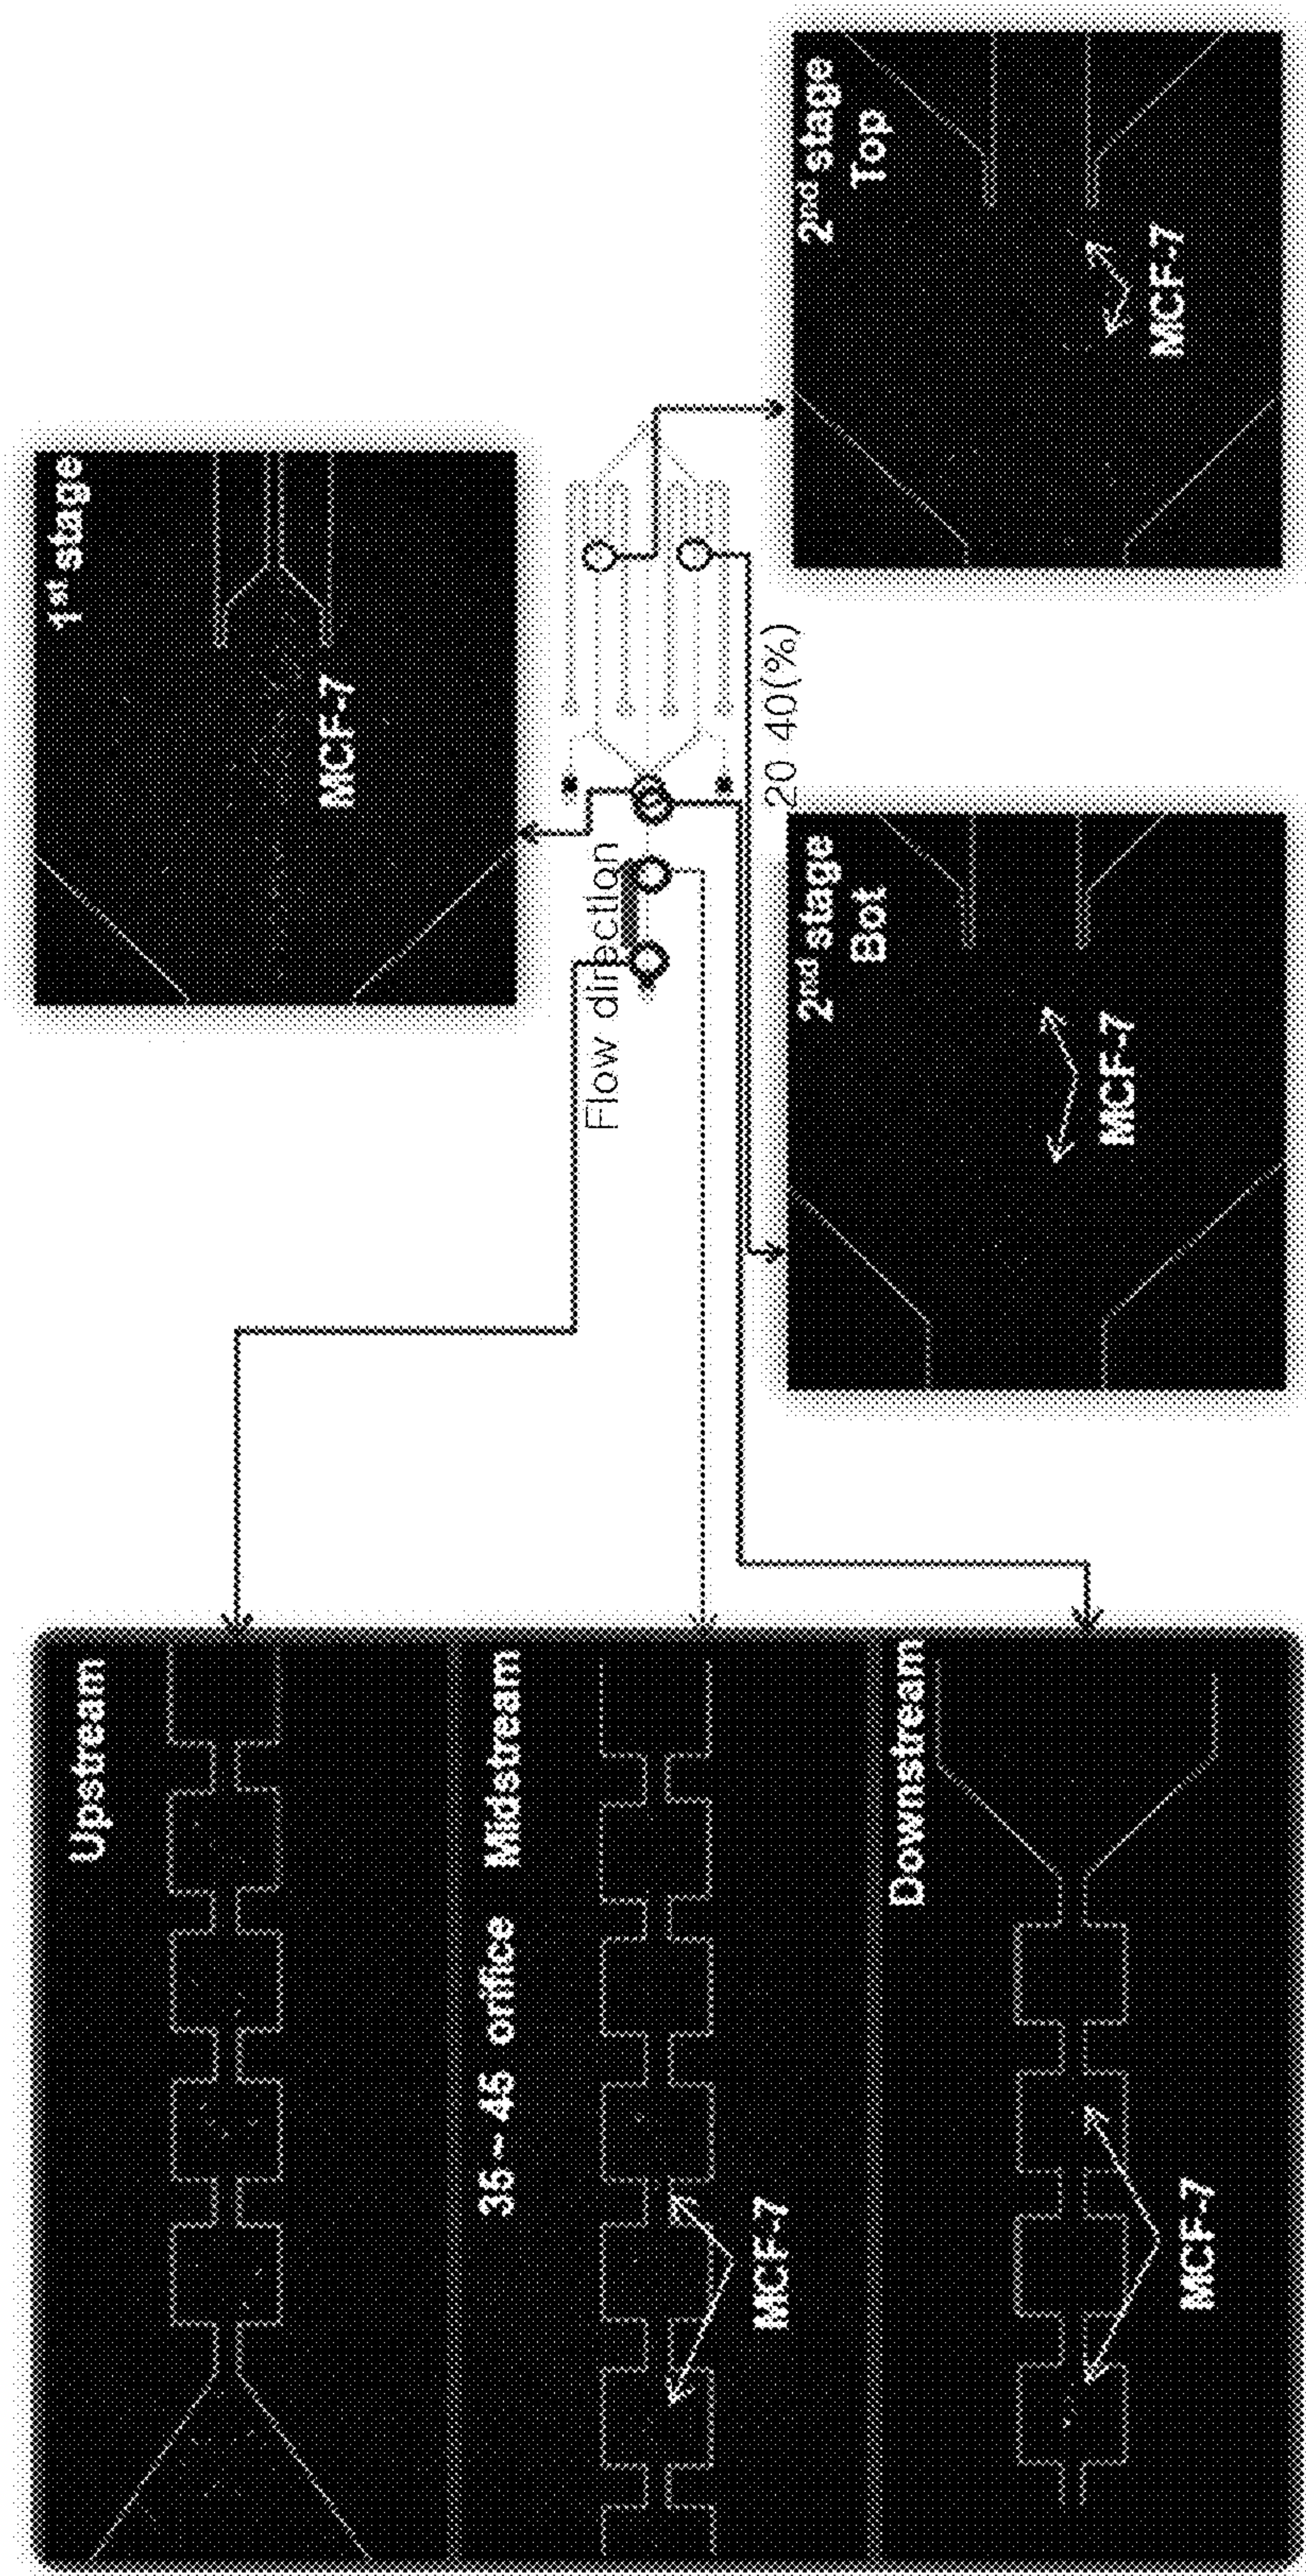 Upstream
35~45 orifice Midstream
MCF-7
Downstream
MCF-7
1st stage
MCF-7
Flow direction
20 40(%)
2nd stage
Bot
MCF-7
2nd stage
Top
MCF-7